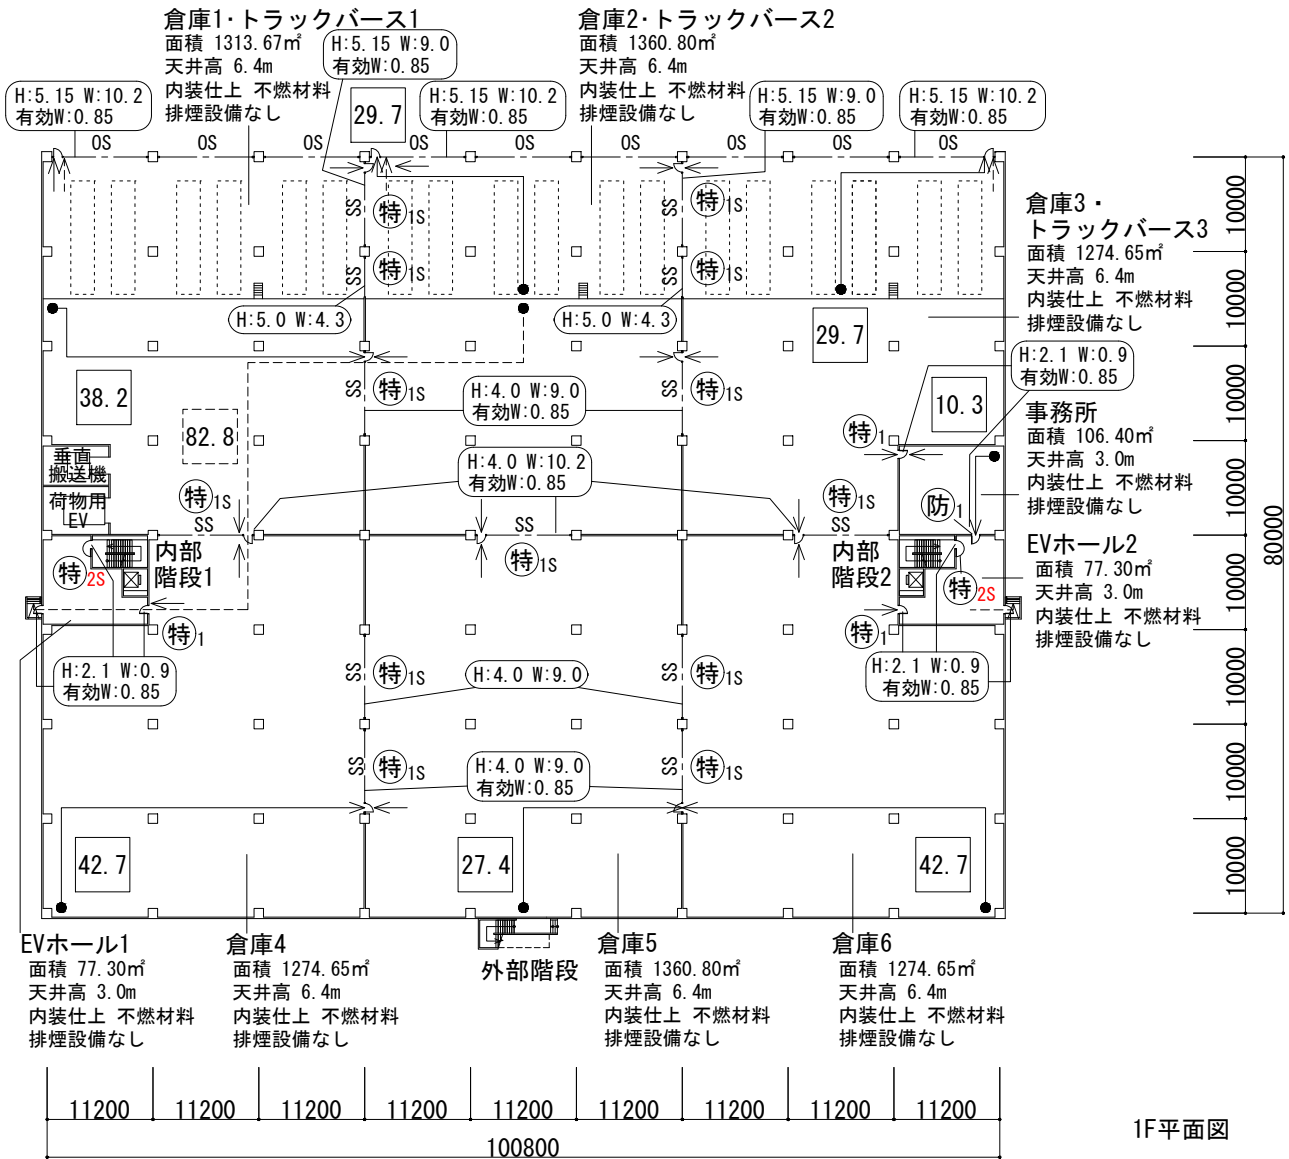 倉庫1・トラックバース1
面積 1313.67㎡
天井高 6.4m
内装仕上 不燃材料
排煙設備なし
倉庫2・トラックバース2
面積 1360.80㎡
天井高 6.4m
内装仕上 不燃材料
排煙設備なし
H:5.15 W:9.0
有効W:0.85
H:5.15 W:10.2
有効W:0.85
29.7
H:5.15 W:10.2
有効W:0.85
H:5.15 W:9.0
有効W:0.85
H:5.15 W:10.2
有効W:0.85
OS OS OS OS OS OS OS OS OS
SS 特1S SS 特1S
SS 特1S SS 特1S
倉庫3・
トラックバース3
面積 1274.65㎡
天井高 6.4m
内装仕上 不燃材料
排煙設備なし
H:5.0 W:4.3
H:5.0 W:4.3
29.7
H:2.1 W:0.9
有効W:0.85
38.2
82.8
SS 特1S
H:4.0 W:9.0
有効W:0.85
SS 特1S
10.3
特1
事務所
面積 106.40㎡
天井高 3.0m
内装仕上 不燃材料
排煙設備なし
垂直
搬送機
荷物用
EV
H:4.0 W:10.2
有効W:0.85
特1S
SS
SS
特1S
特1S
SS
防1
内部
階段1
特2S
内部
階段2
特2S
EVホール2
面積 77.30㎡
天井高 3.0m
内装仕上 不燃材料
排煙設備なし
特1
特1
H:2.1 W:0.9
有効W:0.85
SS 特1S
H:4.0 W:9.0
SS 特1S
H:2.1 W:0.9
有効W:0.85
SS 特1S
H:4.0 W:9.0
有効W:0.85
SS 特1S
42.7
27.4
42.7
EVホール1
面積 77.30㎡
天井高 3.0m
内装仕上 不燃材料
排煙設備なし
倉庫4
面積 1274.65㎡
天井高 6.4m
内装仕上 不燃材料
排煙設備なし
外部階段
倉庫5
面積 1360.80㎡
天井高 6.4m
内装仕上 不燃材料
排煙設備なし
倉庫6
面積 1274.65㎡
天井高 6.4m
内装仕上 不燃材料
排煙設備なし
10000
10000
10000
10000
10000
10000
10000
10000
80000
11200 11200 11200 11200 11200 11200 11200 11200 11200
100800
1F平面図